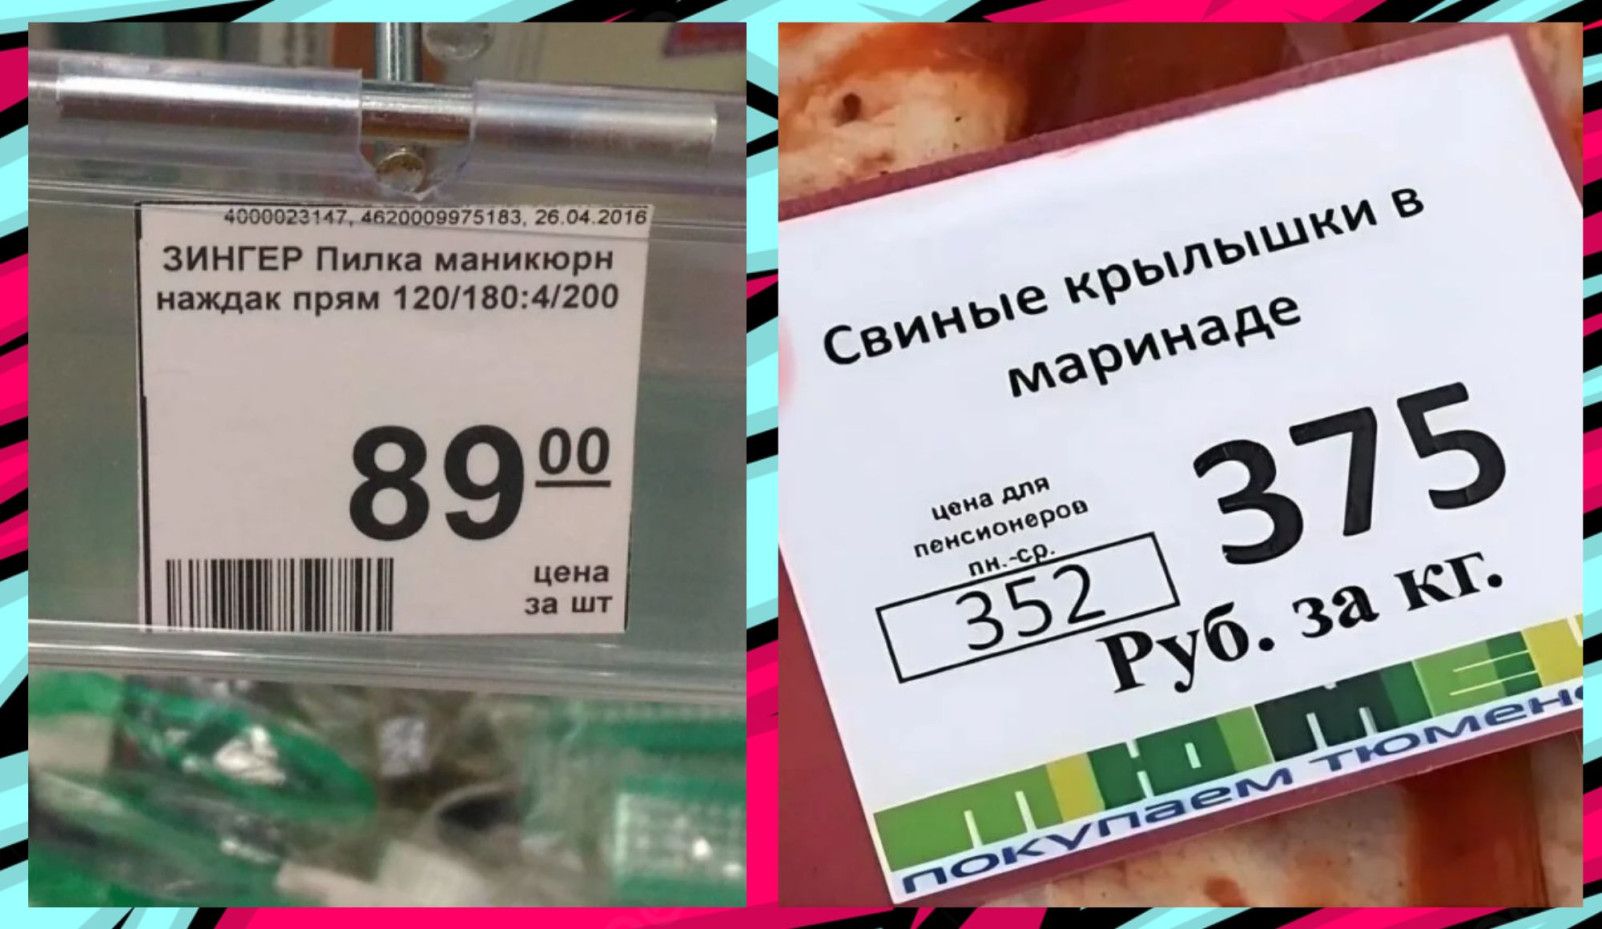 4000023147, 4620009975183, 26.04.2016
ЗИНГЕР Пилка маникюрн
наждак прям 120/180:4/200
89 00
цена
за шт
Свиные крылышки в
маринаде
375
цена для
пенсионеров
пн.-ср.
352
Руб. за кг.
покупаем